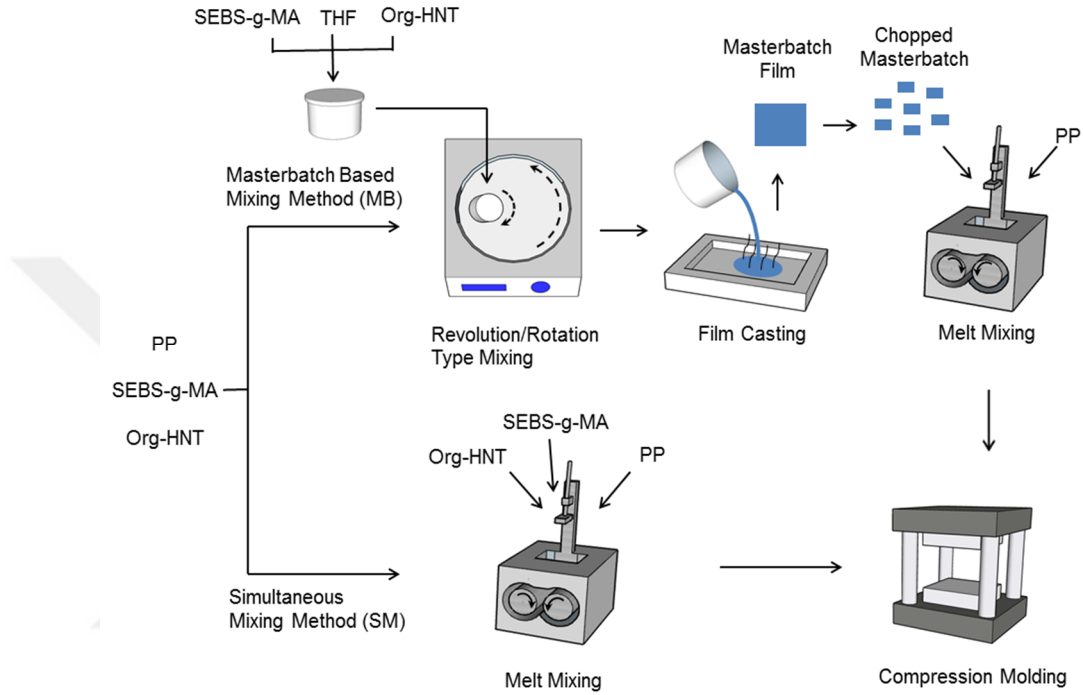 SEBS-g-MA THF Org-HNT
Masterbatch Based
Mixing Method (MB)
Revolution/Rotation
Type Mixing
Film Casting
Masterbatch
Film
Chopped
Masterbatch
PP
Melt Mixing
PP
SEBS-g-MA
Org-HNT
Simultaneous
Mixing Method (SM)
SEBS-g-MA
Org-HNT
PP
Melt Mixing
Compression Molding